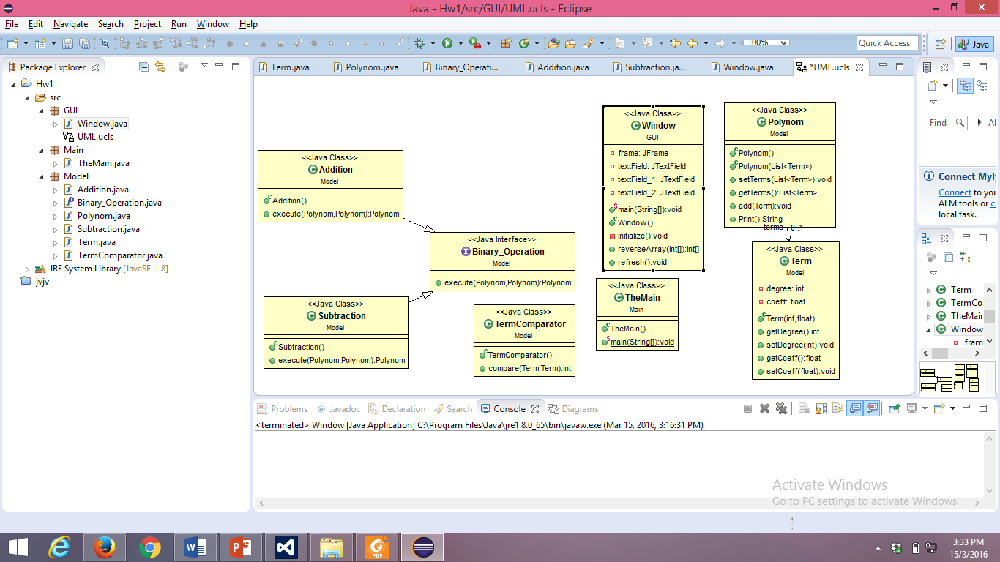 Java - Hw1/src/GUI/UML.ucls - Eclipse
File Edit Navigate Search Project Run Window Help
100%
Quick Access
Java
Package Explorer
Hw1
src
GUI
Window.java
UML.ucls
Main
TheMain.java
Model
Addition.java
Binary_Operation.java
Polynom.java
Subtraction.java
Term.java
TermComparator.java
JRE System Library [JavaSE-1.8]
jvjv
Term.java
Polynom.java
Binary_Operati...
Addition.java
Subtraction.ja...
Window.java
*UML.ucls
<<Java Class>>
Addition
Model
Addition()
execute(Polynom,Polynom):Polynom
<<Java Interface>>
Binary_Operation
Model
execute(Polynom,Polynom):Polynom
<<Java Class>>
Subtraction
Model
Subtraction()
execute(Polynom,Polynom):Polynom
<<Java Class>>
TermComparator
Model
TermComparator()
compare(Term,Term):int
<<Java Class>>
Window
GUI
frame: JFrame
textField: JTextField
textField_1: JTextField
textField_2: JTextField
main(String[]):void
Window()
initialize():void
reverseArray(int[]):int[]
refresh():void
<<Java Class>>
TheMain
Main
TheMain()
main(String[]):void
<<Java Class>>
Polynom
Model
Polynom()
Polynom(List<Term>)
setTerms(List<Term>):void
getTerms():List<Term>
add(Term):void
Print():String
-terms 0..*
<<Java Class>>
Term
Model
degree: int
coeff: float
Term(int,float)
getDegree():int
setDegree(int):void
getCoeff():float
setCoeff(float):void
Find
Al
Connect Myl
Connect to you
ALM tools or c
local task.
Term
TermCo
TheMain
Window
fram
Problems
Javadoc
Declaration
Search
Console
Diagrams
<terminated> Window [Java Application] C:\Program Files\Java\jre1.8.0_65\bin\javaw.exe (Mar 15, 2016, 3:16:31 PM)
Activate Windows
Go to PC settings to activate Windows.
PDF
3:33 PM
15/3/2016